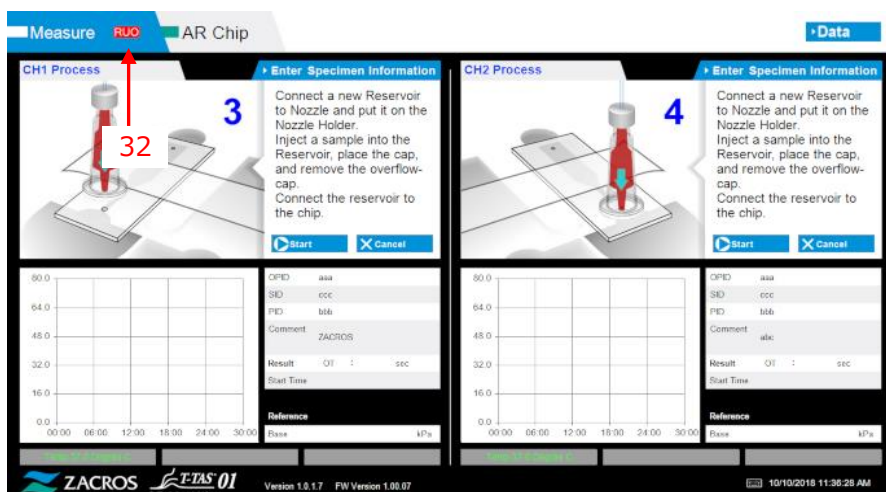 Measure RUO AR Chip
Data
32
CH1 Process
Enter Specimen Information
3
Connect a new Reservoir
to Nozzle and put it on the
Nozzle Holder.
Inject a sample into the
Reservoir, place the cap,
and remove the overflow-
cap.
Connect the reservoir to
the chip.
Start Cancel
80.0
64.0
48.0
32.0
16.0
0.0
00:00 06:00 12:00 18:00 24:00 30:00
OPID aaa
SID ccc
PID bbb
Comment
ZACROS
Result OT : sec
Start Time
Reference
Base kPa
Temp 37.0 Degree C
CH2 Process
Enter Specimen Information
4
Connect a new Reservoir
to Nozzle and put it on the
Nozzle Holder.
Inject a sample into the
Reservoir, place the cap,
and remove the overflow-
cap.
Connect the reservoir to
the chip.
Start Cancel
80.0
64.0
48.0
32.0
16.0
0.0
00:00 06:00 12:00 18:00 24:00 30:00
OPID aaa
SID ccc
PID bbb
Comment
abc
Result OT : sec
Start Time
Reference
Base kPa
Temp 37.0 Degree C
ZACROS T-TAS 01 Version 1.0.1.7 FW Version 1.00.07
10/10/2018 11:36:28 AM